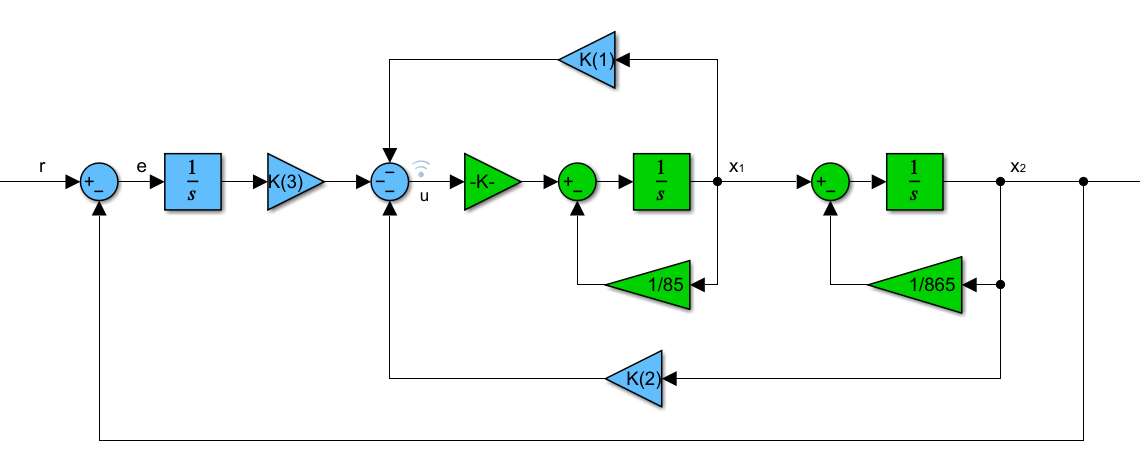 K(1)
r
+
−
e
1
s
K(3)
−
−
u
-K-
+
−
1
s
x1
+
−
1
s
x2
1/85
1/865
K(2)